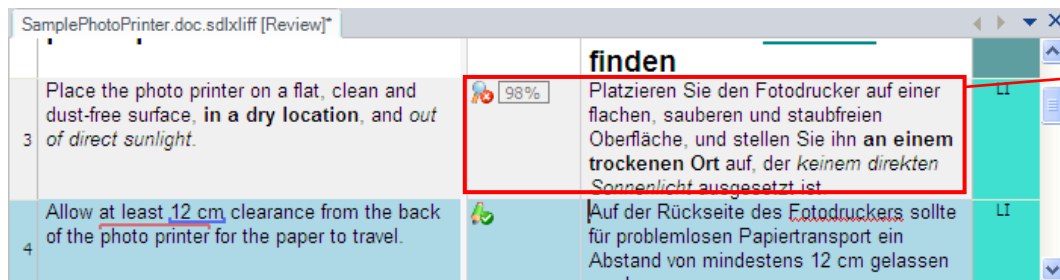 SamplePhotoPrinter.doc.sdlxliff [Review]*
finden
3
Place the photo printer on a flat, clean and
dust-free surface, in a dry location, and out
of direct sunlight.
98%
Platzieren Sie den Fotodrucker auf einer
flachen, sauberen und staubfreien
Oberfläche, und stellen Sie ihn an einem
trockenen Ort auf, der keinem direkten
Sonnenlicht ausgesetzt ist.
LI
4
Allow at least 12 cm clearance from the back
of the photo printer for the paper to travel.
Auf der Rückseite des Fotodruckers sollte
für problemlosen Papiertransport ein
Abstand von mindestens 12 cm gelassen
LI